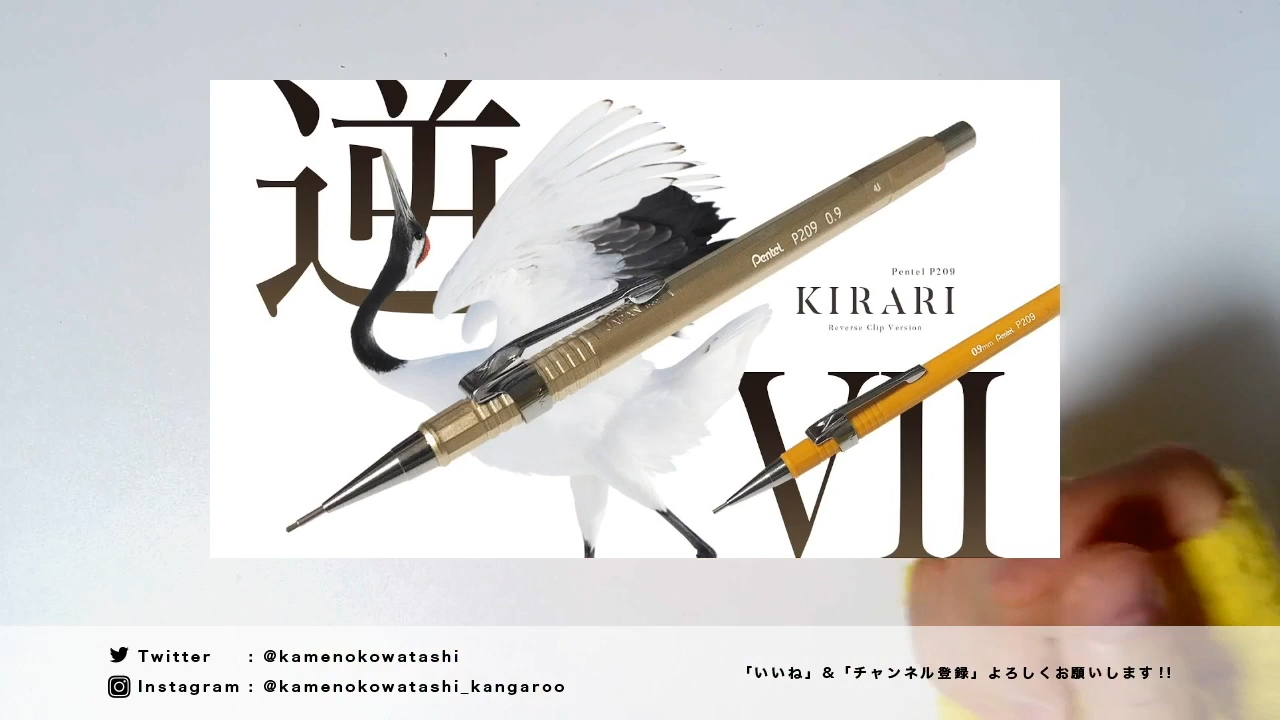 逆
Pentel P209 0.9
JAPAN
Pentel P209
KIRARI
Reverse Clip Version
0.9mm Pentel P209
VII
Twitter : @kamenokowatashi
Instagram : @kamenokowatashi_kangaroo
「いいね」&「チャンネル登録」よろしくお願いします!!